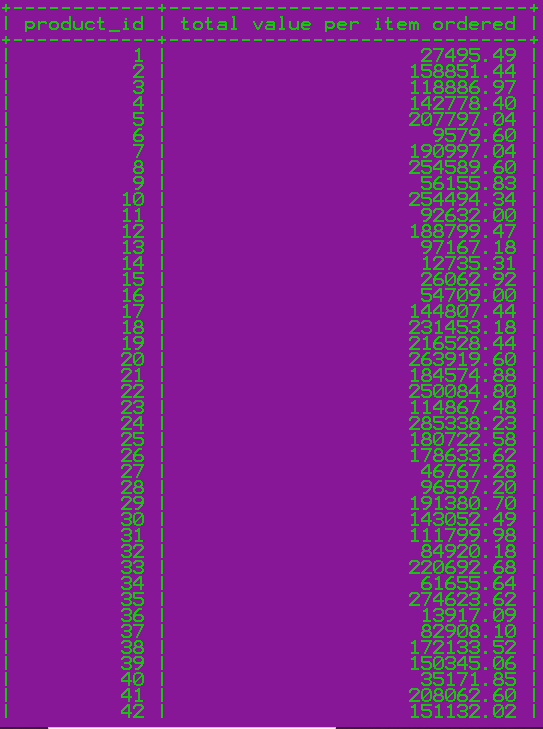 +------------+------------------------------+
| product_id | total value per item ordered |
+------------+------------------------------+
| 1 | 27495.49 |
| 2 | 158851.44 |
| 3 | 118886.97 |
| 4 | 142778.40 |
| 5 | 207797.04 |
| 6 | 9579.60 |
| 7 | 190997.04 |
| 8 | 254589.60 |
| 9 | 56155.83 |
| 10 | 254494.34 |
| 11 | 92632.00 |
| 12 | 188799.47 |
| 13 | 97167.18 |
| 14 | 12735.31 |
| 15 | 26062.92 |
| 16 | 54709.00 |
| 17 | 144807.44 |
| 18 | 231453.18 |
| 19 | 216528.44 |
| 20 | 263919.60 |
| 21 | 184574.88 |
| 22 | 250084.80 |
| 23 | 114867.48 |
| 24 | 285338.23 |
| 25 | 180722.58 |
| 26 | 178633.62 |
| 27 | 46767.28 |
| 28 | 96597.20 |
| 29 | 191380.70 |
| 30 | 143052.49 |
| 31 | 111799.98 |
| 32 | 84920.18 |
| 33 | 220692.68 |
| 34 | 61655.64 |
| 35 | 274623.62 |
| 36 | 13917.09 |
| 37 | 82908.10 |
| 38 | 172133.52 |
| 39 | 150345.06 |
| 40 | 35171.85 |
| 41 | 208062.60 |
| 42 | 151132.02 |